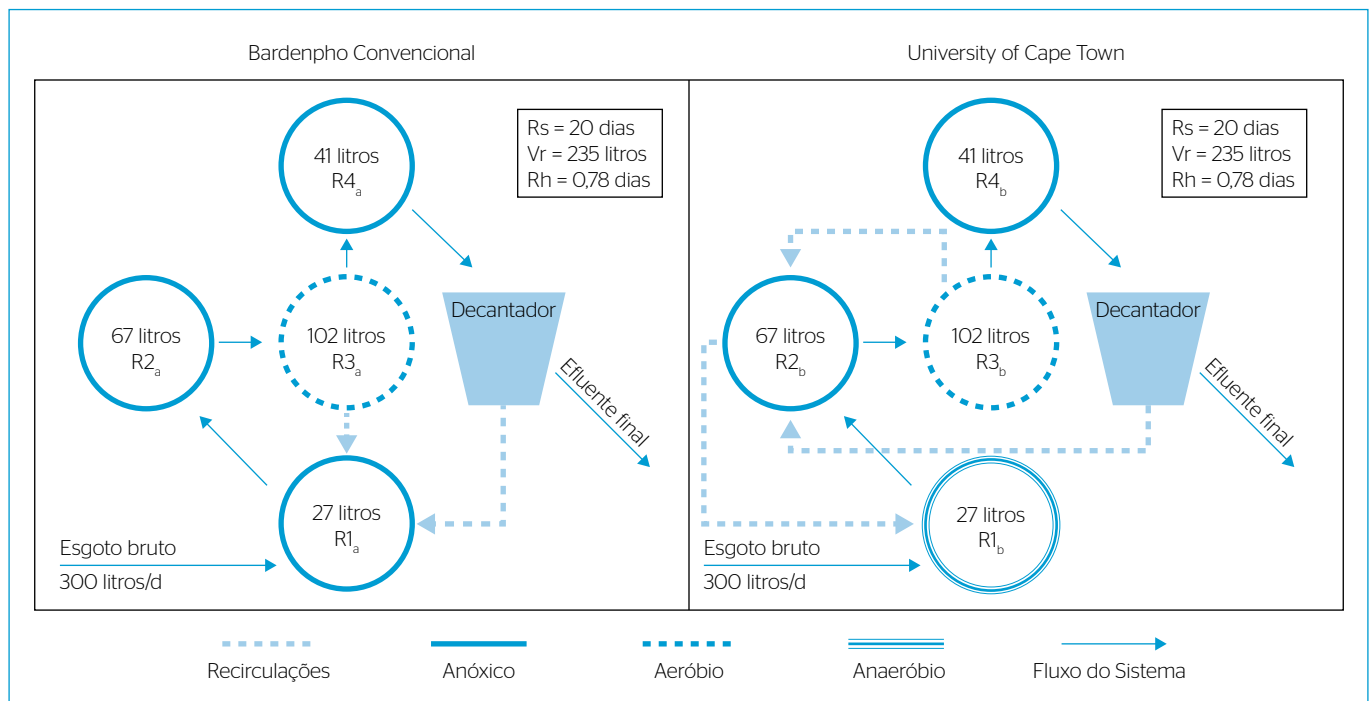 Bardenpho Convencional
41 litros
R4a
Rs = 20 dias
Vr = 235 litros
Rh = 0,78 dias
67 litros
R2a
102 litros
R3a
Decantador
Efluente final
27 litros
R1a
Esgoto bruto
300 litros/d
University of Cape Town
41 litros
R4b
Rs = 20 dias
Vr = 235 litros
Rh = 0,78 dias
67 litros
R2b
102 litros
R3b
Decantador
Efluente final
27 litros
R1b
Esgoto bruto
300 litros/d
Recirculações
Anóxico
Aeróbio
Anaeróbio
Fluxo do Sistema